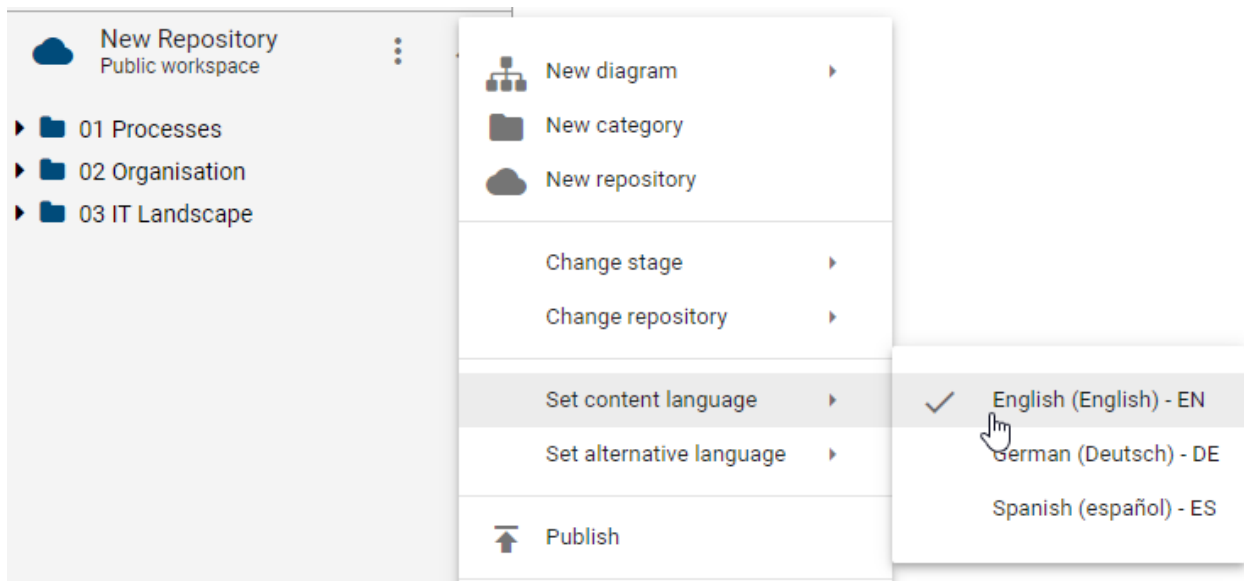 New Repository
Public workspace
01 Processes
02 Organisation
03 IT Landscape
New diagram
New category
New repository
Change stage
Change repository
Set content language
Set alternative language
Publish
English (English) - EN
German (Deutsch) - DE
Spanish (español) - ES